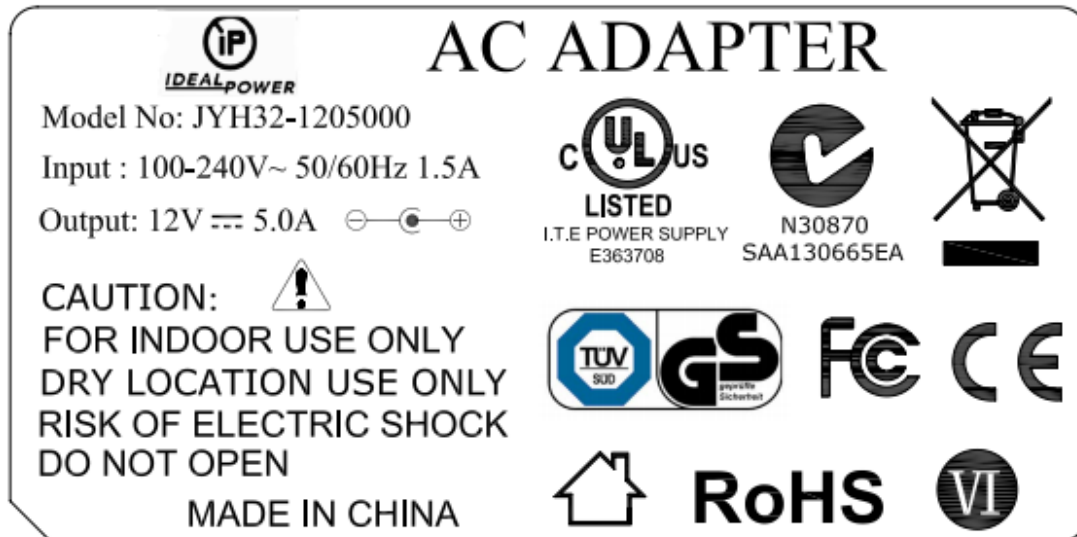 iP
IDEAL POWER
AC ADAPTER
Model No: JYH32-1205000
Input : 100-240V~ 50/60Hz 1.5A
Output: 12V ⎓ 5.0A
CAUTION:
FOR INDOOR USE ONLY
DRY LOCATION USE ONLY
RISK OF ELECTRIC SHOCK
DO NOT OPEN
MADE IN CHINA
C UL US
LISTED
I.T.E POWER SUPPLY
E363708
N30870
SAA130665EA
TÜV
SÜD
GS
geprüfte
Sicherheit
FC
CE
RoHS
VI